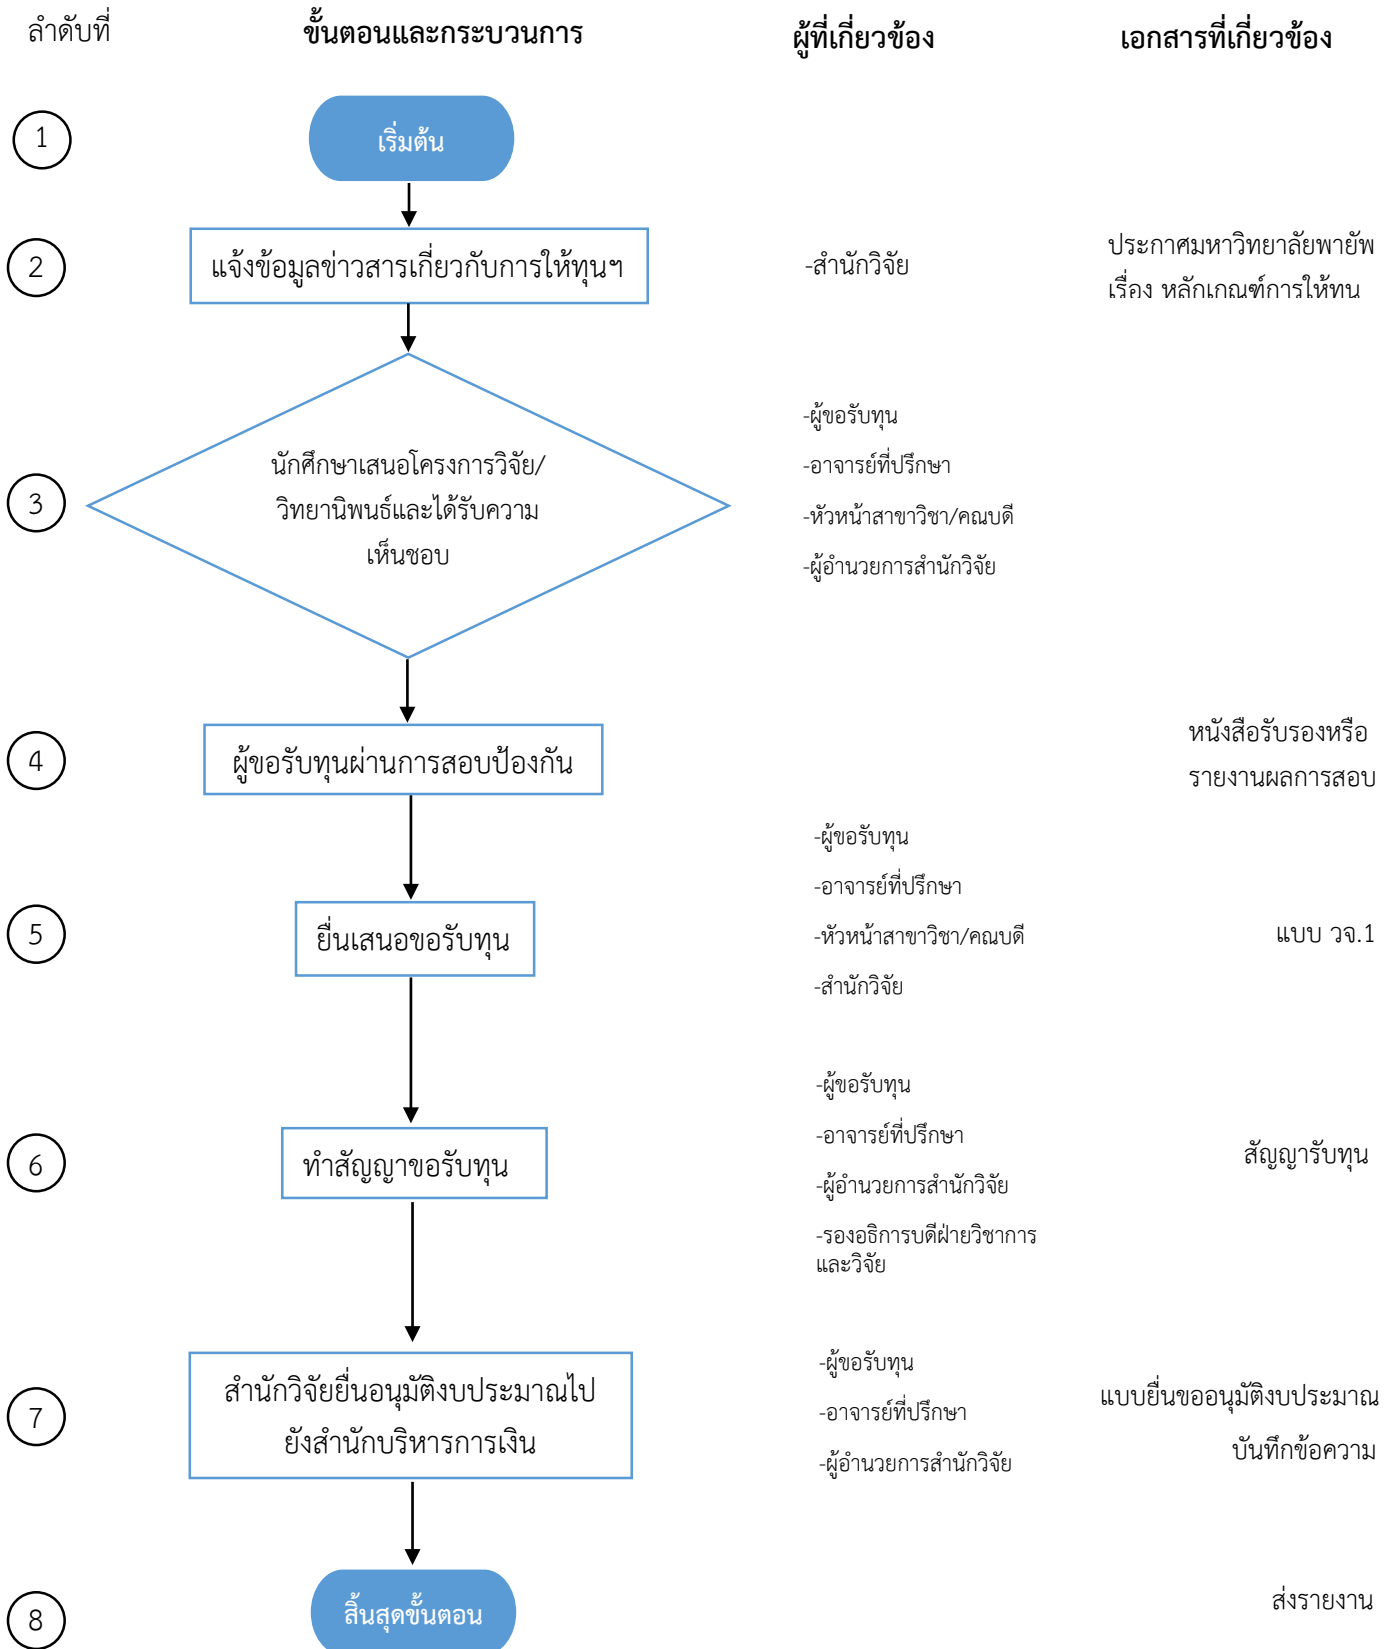 ลำดับที่ ขั้นตอนและกระบวนการ ผู้ที่เกี่ยวข้อง เอกสารที่เกี่ยวข้อง
1
เริ่มต้น
2
แจ้งข้อมูลข่าวสารเกี่ยวกับการให้ทุนฯ
-สำนักวิจัย
ประกาศมหาวิทยาลัยพายัพ
เรื่อง หลักเกณฑ์การให้ทุน
3
นักศึกษาเสนอโครงการวิจัย/
วิทยานิพนธ์และได้รับความ
เห็นชอบ
-ผู้ขอรับทุน
-อาจารย์ที่ปรึกษา
-หัวหน้าสาขาวิชา/คณบดี
-ผู้อำนวยการสำนักวิจัย
4
ผู้ขอรับทุนผ่านการสอบป้องกัน
หนังสือรับรองหรือ
รายงานผลการสอบ
5
ยื่นเสนอขอรับทุน
-ผู้ขอรับทุน
-อาจารย์ที่ปรึกษา
-หัวหน้าสาขาวิชา/คณบดี
-สำนักวิจัย
แบบ วจ.1
6
ทำสัญญาขอรับทุน
-ผู้ขอรับทุน
-อาจารย์ที่ปรึกษา
-ผู้อำนวยการสำนักวิจัย
-รองอธิการบดีฝ่ายวิชาการ
และวิจัย
สัญญารับทุน
7
สำนักวิจัยยื่นอนุมัติงบประมาณไป
ยังสำนักบริหารการเงิน
-ผู้ขอรับทุน
-อาจารย์ที่ปรึกษา
-ผู้อำนวยการสำนักวิจัย
แบบยื่นขออนุมัติงบประมาณ
บันทึกข้อความ
8
สิ้นสุดขั้นตอน
ส่งรายงาน